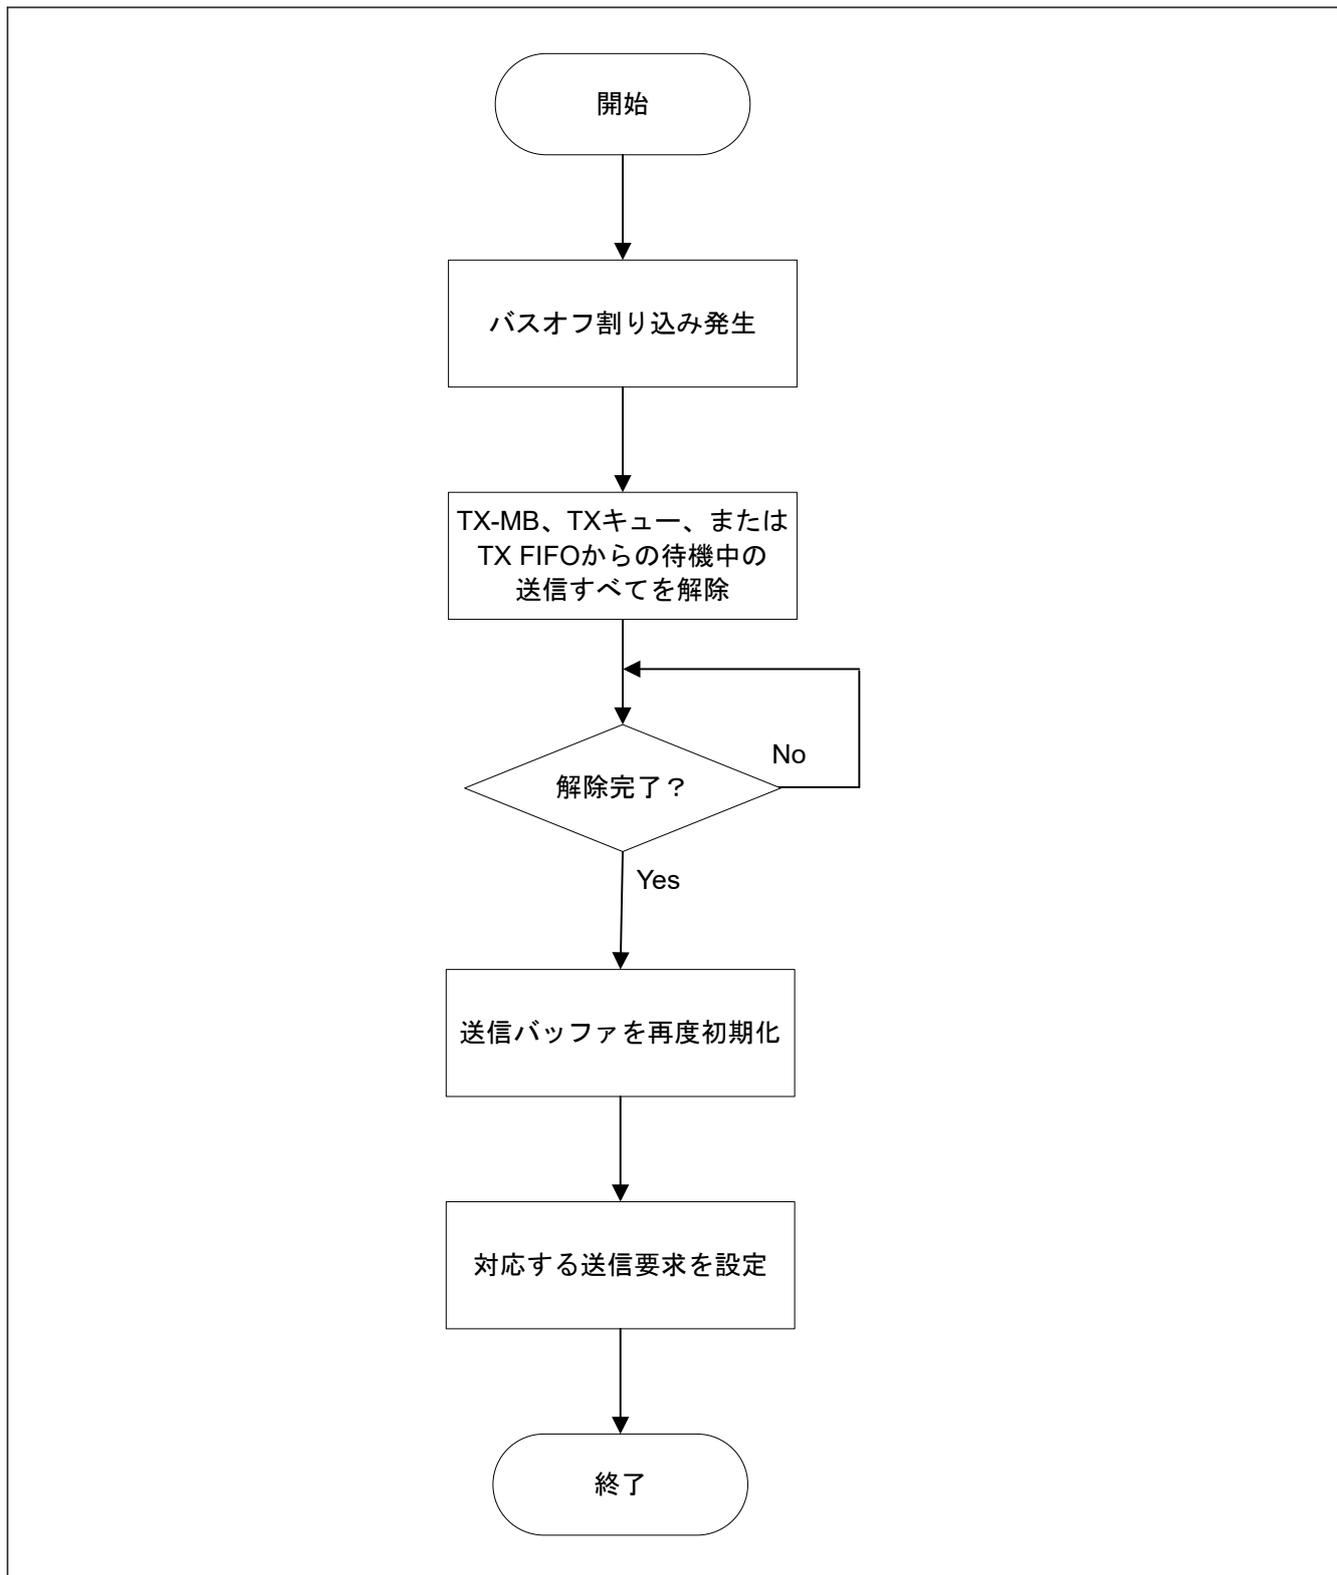 開始
バスオフ割り込み発生
TX-MB、TXキュー、または
TX FIFOからの待機中の
送信すべてを解除
No
解除完了？
Yes
送信バッファを再度初期化
対応する送信要求を設定
終了